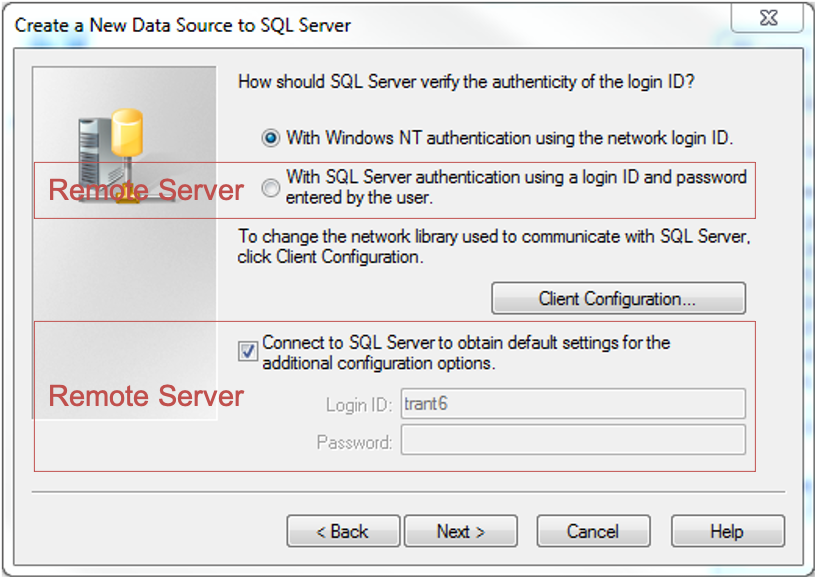 Create a New Data Source to SQL Server
How should SQL Server verify the authenticity of the login ID?
With Windows NT authentication using the network login ID.
Remote Server
With SQL Server authentication using a login ID and password
entered by the user.
To change the network library used to communicate with SQL Server,
click Client Configuration.
Client Configuration...
Connect to SQL Server to obtain default settings for the
additional configuration options.
Remote Server
Login ID: trant6
Password:
< Back Next > Cancel Help